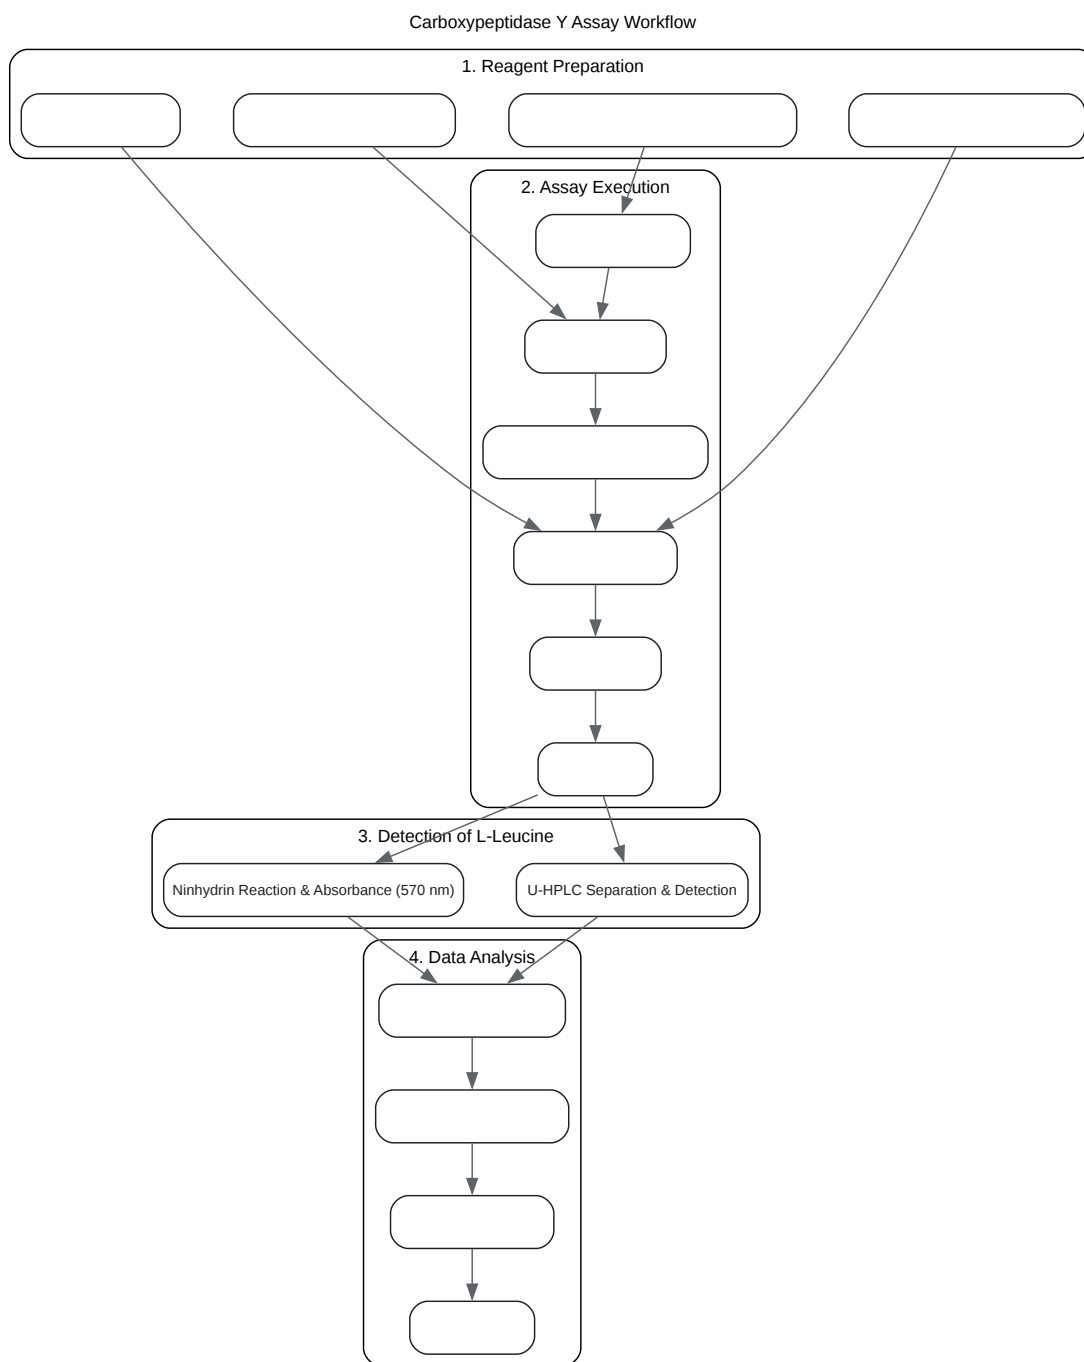 Carboxypeptidase Y Assay Workflow
1. Reagent Preparation
2. Assay Execution
3. Detection of L-Leucine
Ninhydrin Reaction & Absorbance (570 nm)
U-HPLC Separation & Detection
4. Data Analysis